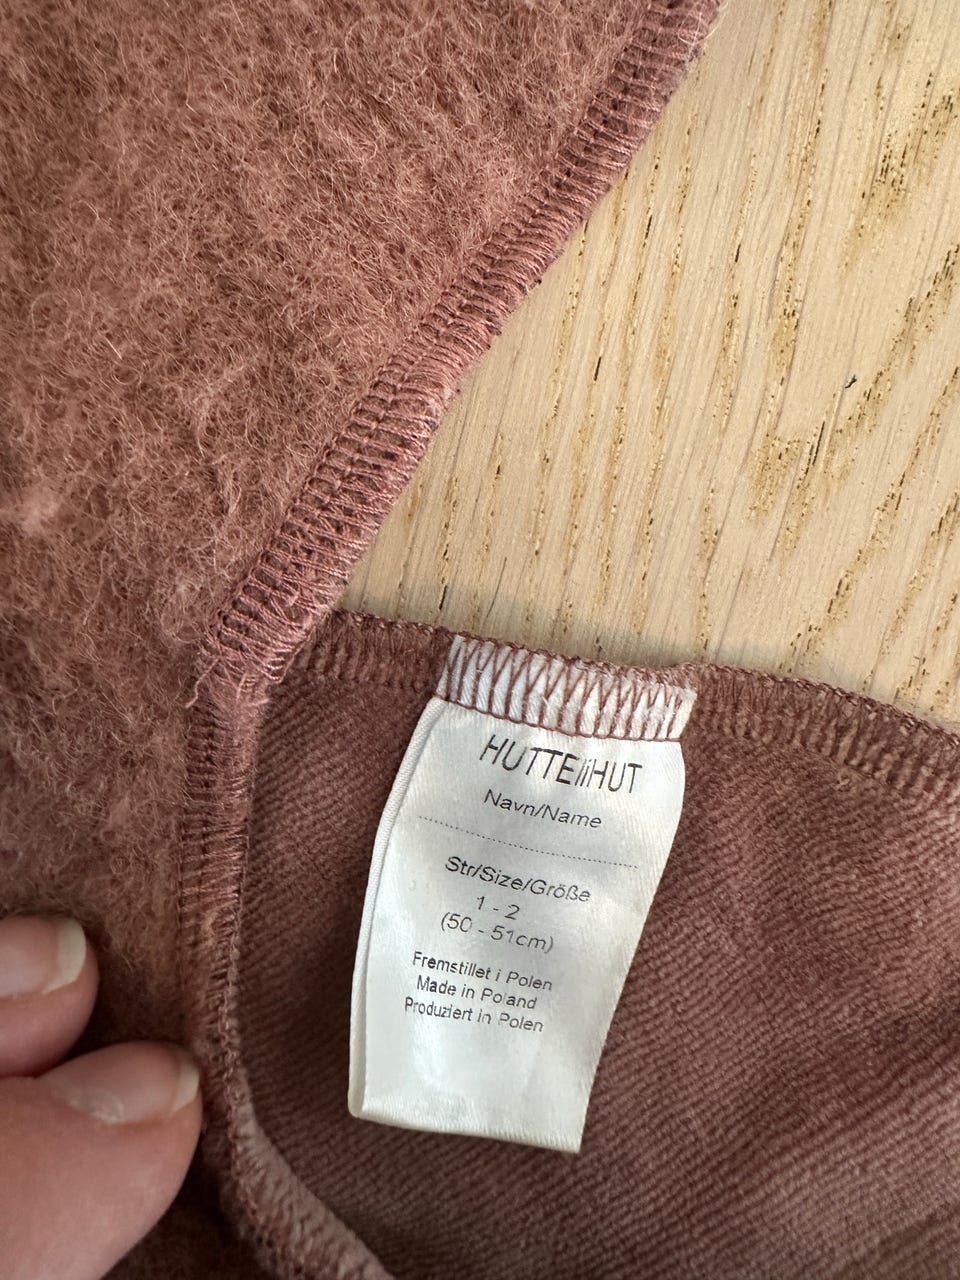 HUTTEliHUT
Navn/Name
Str/Size/Größe
1 - 2
(50 - 51cm)
Fremstillet i Polen
Made in Poland
Produziert in Polen